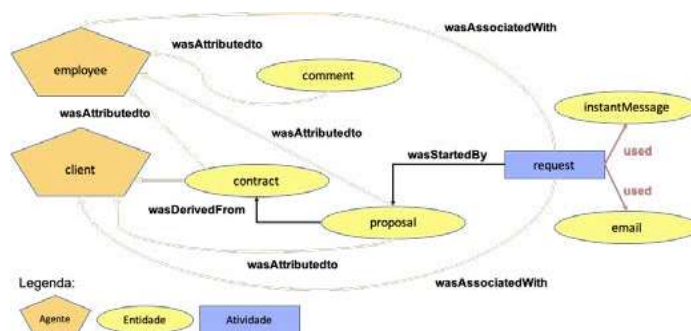 wasAssociatedWith
wasAttributedto
employee
comment
instantMessage
wasAttributedto
wasAttributedto
used
wasStartedBy
request
client
contract
used
wasDerivedFrom
proposal
email
wasAttributedto
wasAssociatedWith
Legenda:
Agente
Entidade
Atividade